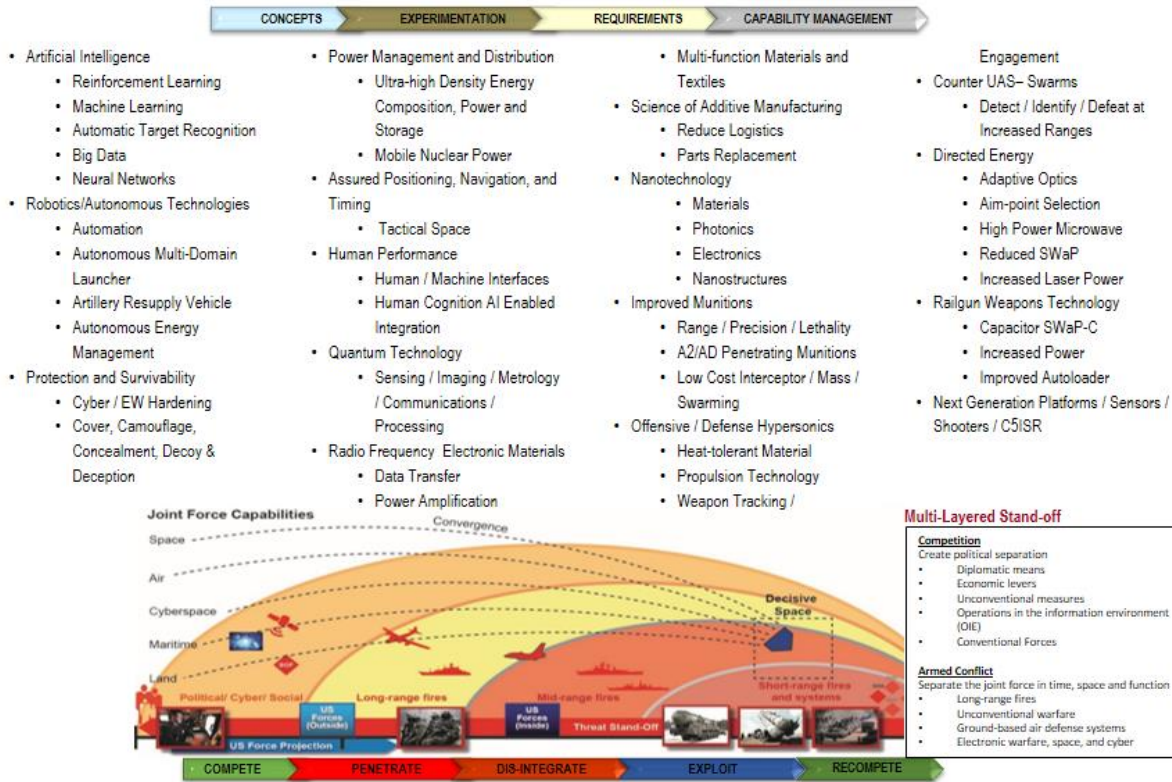 CONCEPTS
EXPERIMENTATION
REQUIREMENTS
CAPABILITY MANAGEMENT
• Artificial Intelligence
• Reinforcement Learning
• Machine Learning
• Automatic Target Recognition
• Big Data
• Neural Networks
• Robotics/Autonomous Technologies
• Automation
• Autonomous Multi-Domain
Launcher
• Artillery Resupply Vehicle
• Autonomous Energy
Management
• Protection and Survivability
• Cyber / EW Hardening
• Cover, Camouflage,
Concealment, Decoy &
Deception
• Power Management and Distribution
• Ultra-high Density Energy
Composition, Power and
Storage
• Mobile Nuclear Power
• Assured Positioning, Navigation, and
Timing
• Tactical Space
• Human Performance
• Human / Machine Interfaces
• Human Cognition AI Enabled
Integration
• Quantum Technology
• Sensing / Imaging / Metrology
/ Communications /
Processing
• Radio Frequency Electronic Materials
• Data Transfer
• Power Amplification
• Multi-function Materials and
Textiles
• Science of Additive Manufacturing
• Reduce Logistics
• Parts Replacement
• Nanotechnology
• Materials
• Photonics
• Electronics
• Nanostructures
• Improved Munitions
• Range / Precision / Lethality
• A2/AD Penetrating Munitions
• Low Cost Interceptor / Mass /
Swarming
• Offensive / Defense Hypersonics
• Heat-tolerant Material
• Propulsion Technology
• Weapon Tracking /
Engagement
• Counter UAS– Swarms
• Detect / Identify / Defeat at
Increased Ranges
• Directed Energy
• Adaptive Optics
• Aim-point Selection
• High Power Microwave
• Reduced SWaP
• Increased Laser Power
• Railgun Weapons Technology
• Capacitor SWaP-C
• Increased Power
• Improved Autoloader
• Next Generation Platforms / Sensors /
Shooters / C5ISR
Joint Force Capabilities
Convergence
Space
Air
Cyberspace
Maritime
Land
Decisive
Space
SOF
Political/ Cyber/ Social
Long-range fires
Mid-range fires
Short-range fires
and systems
US
Forces
(Outside)
US
Forces
(Inside)
Threat Stand-Off
US Force Projection
Multi-Layered Stand-off
Competition
Create political separation
• Diplomatic means
• Economic levers
• Unconventional measures
• Operations in the information environment
(OIE)
• Conventional Forces
Armed Conflict
Separate the joint force in time, space and function
• Long-range fires
• Unconventional warfare
• Ground-based air defense systems
• Electronic warfare, space, and cyber
COMPETE
PENETRATE
DIS-INTEGRATE
EXPLOIT
RECOMPETE